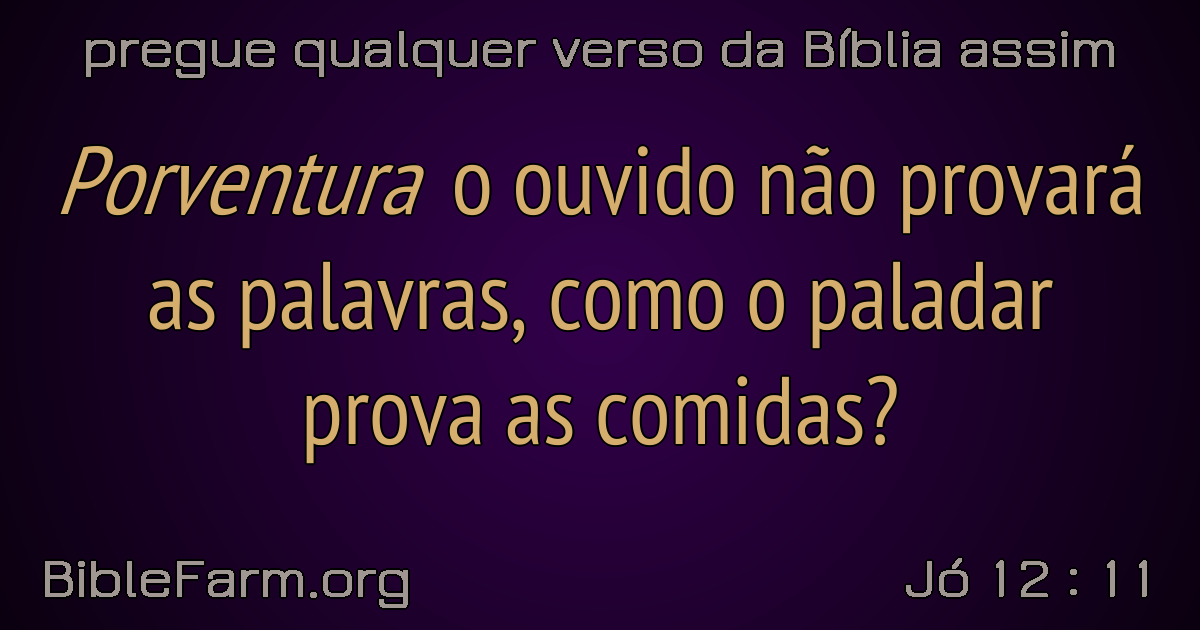 pregue qualquer verso da Bíblia assim
Porventura o ouvido não provará
as palavras, como o paladar
prova as comidas?
BibleFarm.org
Jó 12 : 11